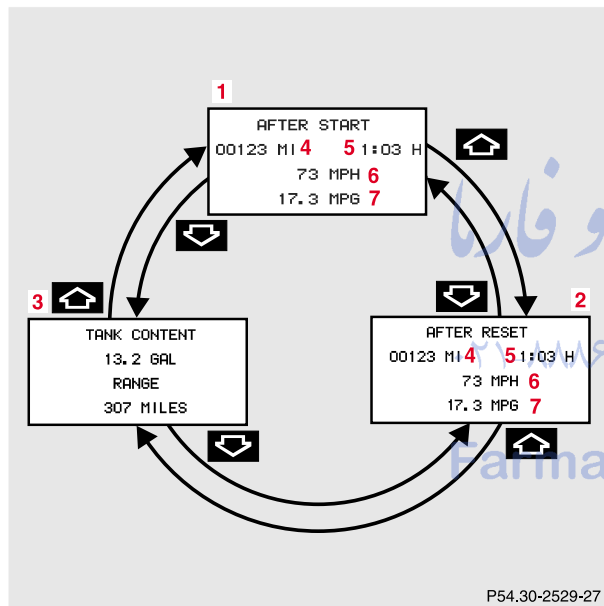 1
AFTER START
00123 MI 4 5 1:03 H
73 MPH 6
17.3 MPG 7
3
2
TANK CONTENT
13.2 GAL
RANGE
307 MILES
AFTER RESET
00123 MI 4 5 1:03 H
73 MPH 6
17.3 MPG 7
و فارما
Farma
P54.30-2529-27